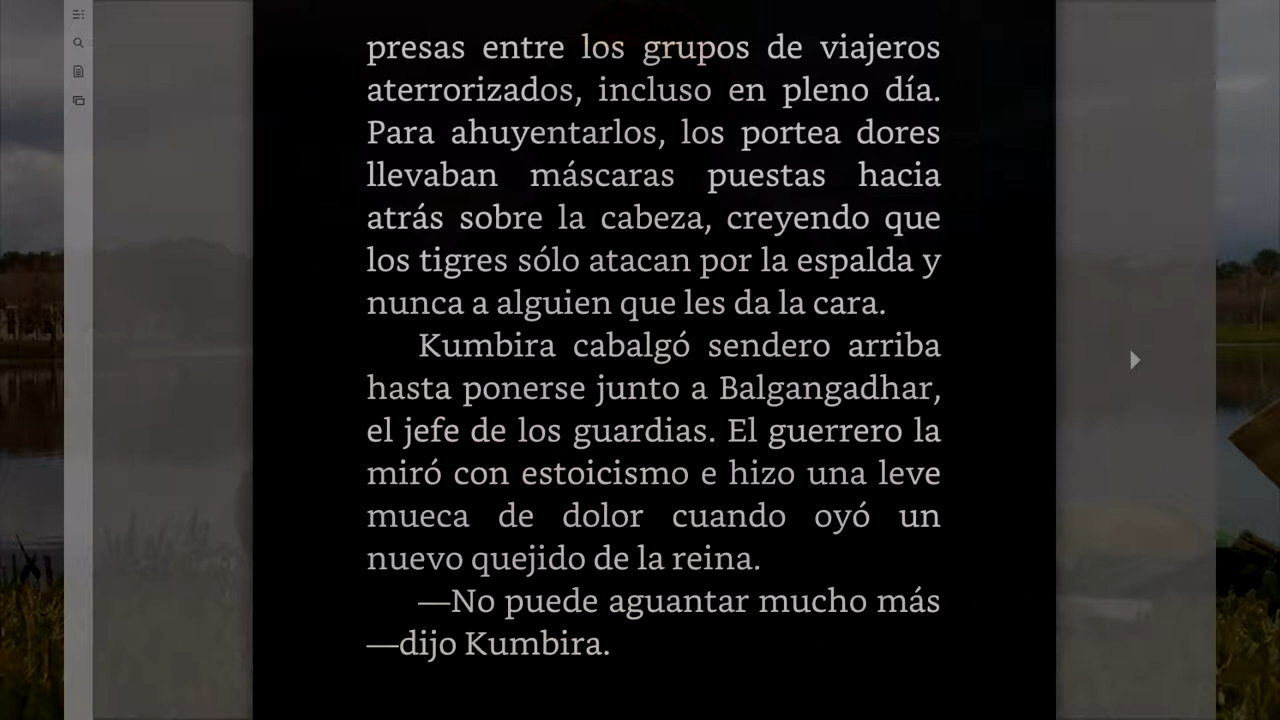 presas entre los grupos de viajeros
aterrorizados, incluso en pleno día.
Para ahuyentarlos, los portea dores
llevaban máscaras puestas hacia
atrás sobre la cabeza, creyendo que
los tigres sólo atacan por la espalda y
nunca a alguien que les da la cara.
Kumbira cabalgó sendero arriba
hasta ponerse junto a Balgangadhar,
el jefe de los guardias. El guerrero la
miró con estoicismo e hizo una leve
mueca de dolor cuando oyó un
nuevo quejido de la reina.
—No puede aguantar mucho más
—dijo Kumbira.